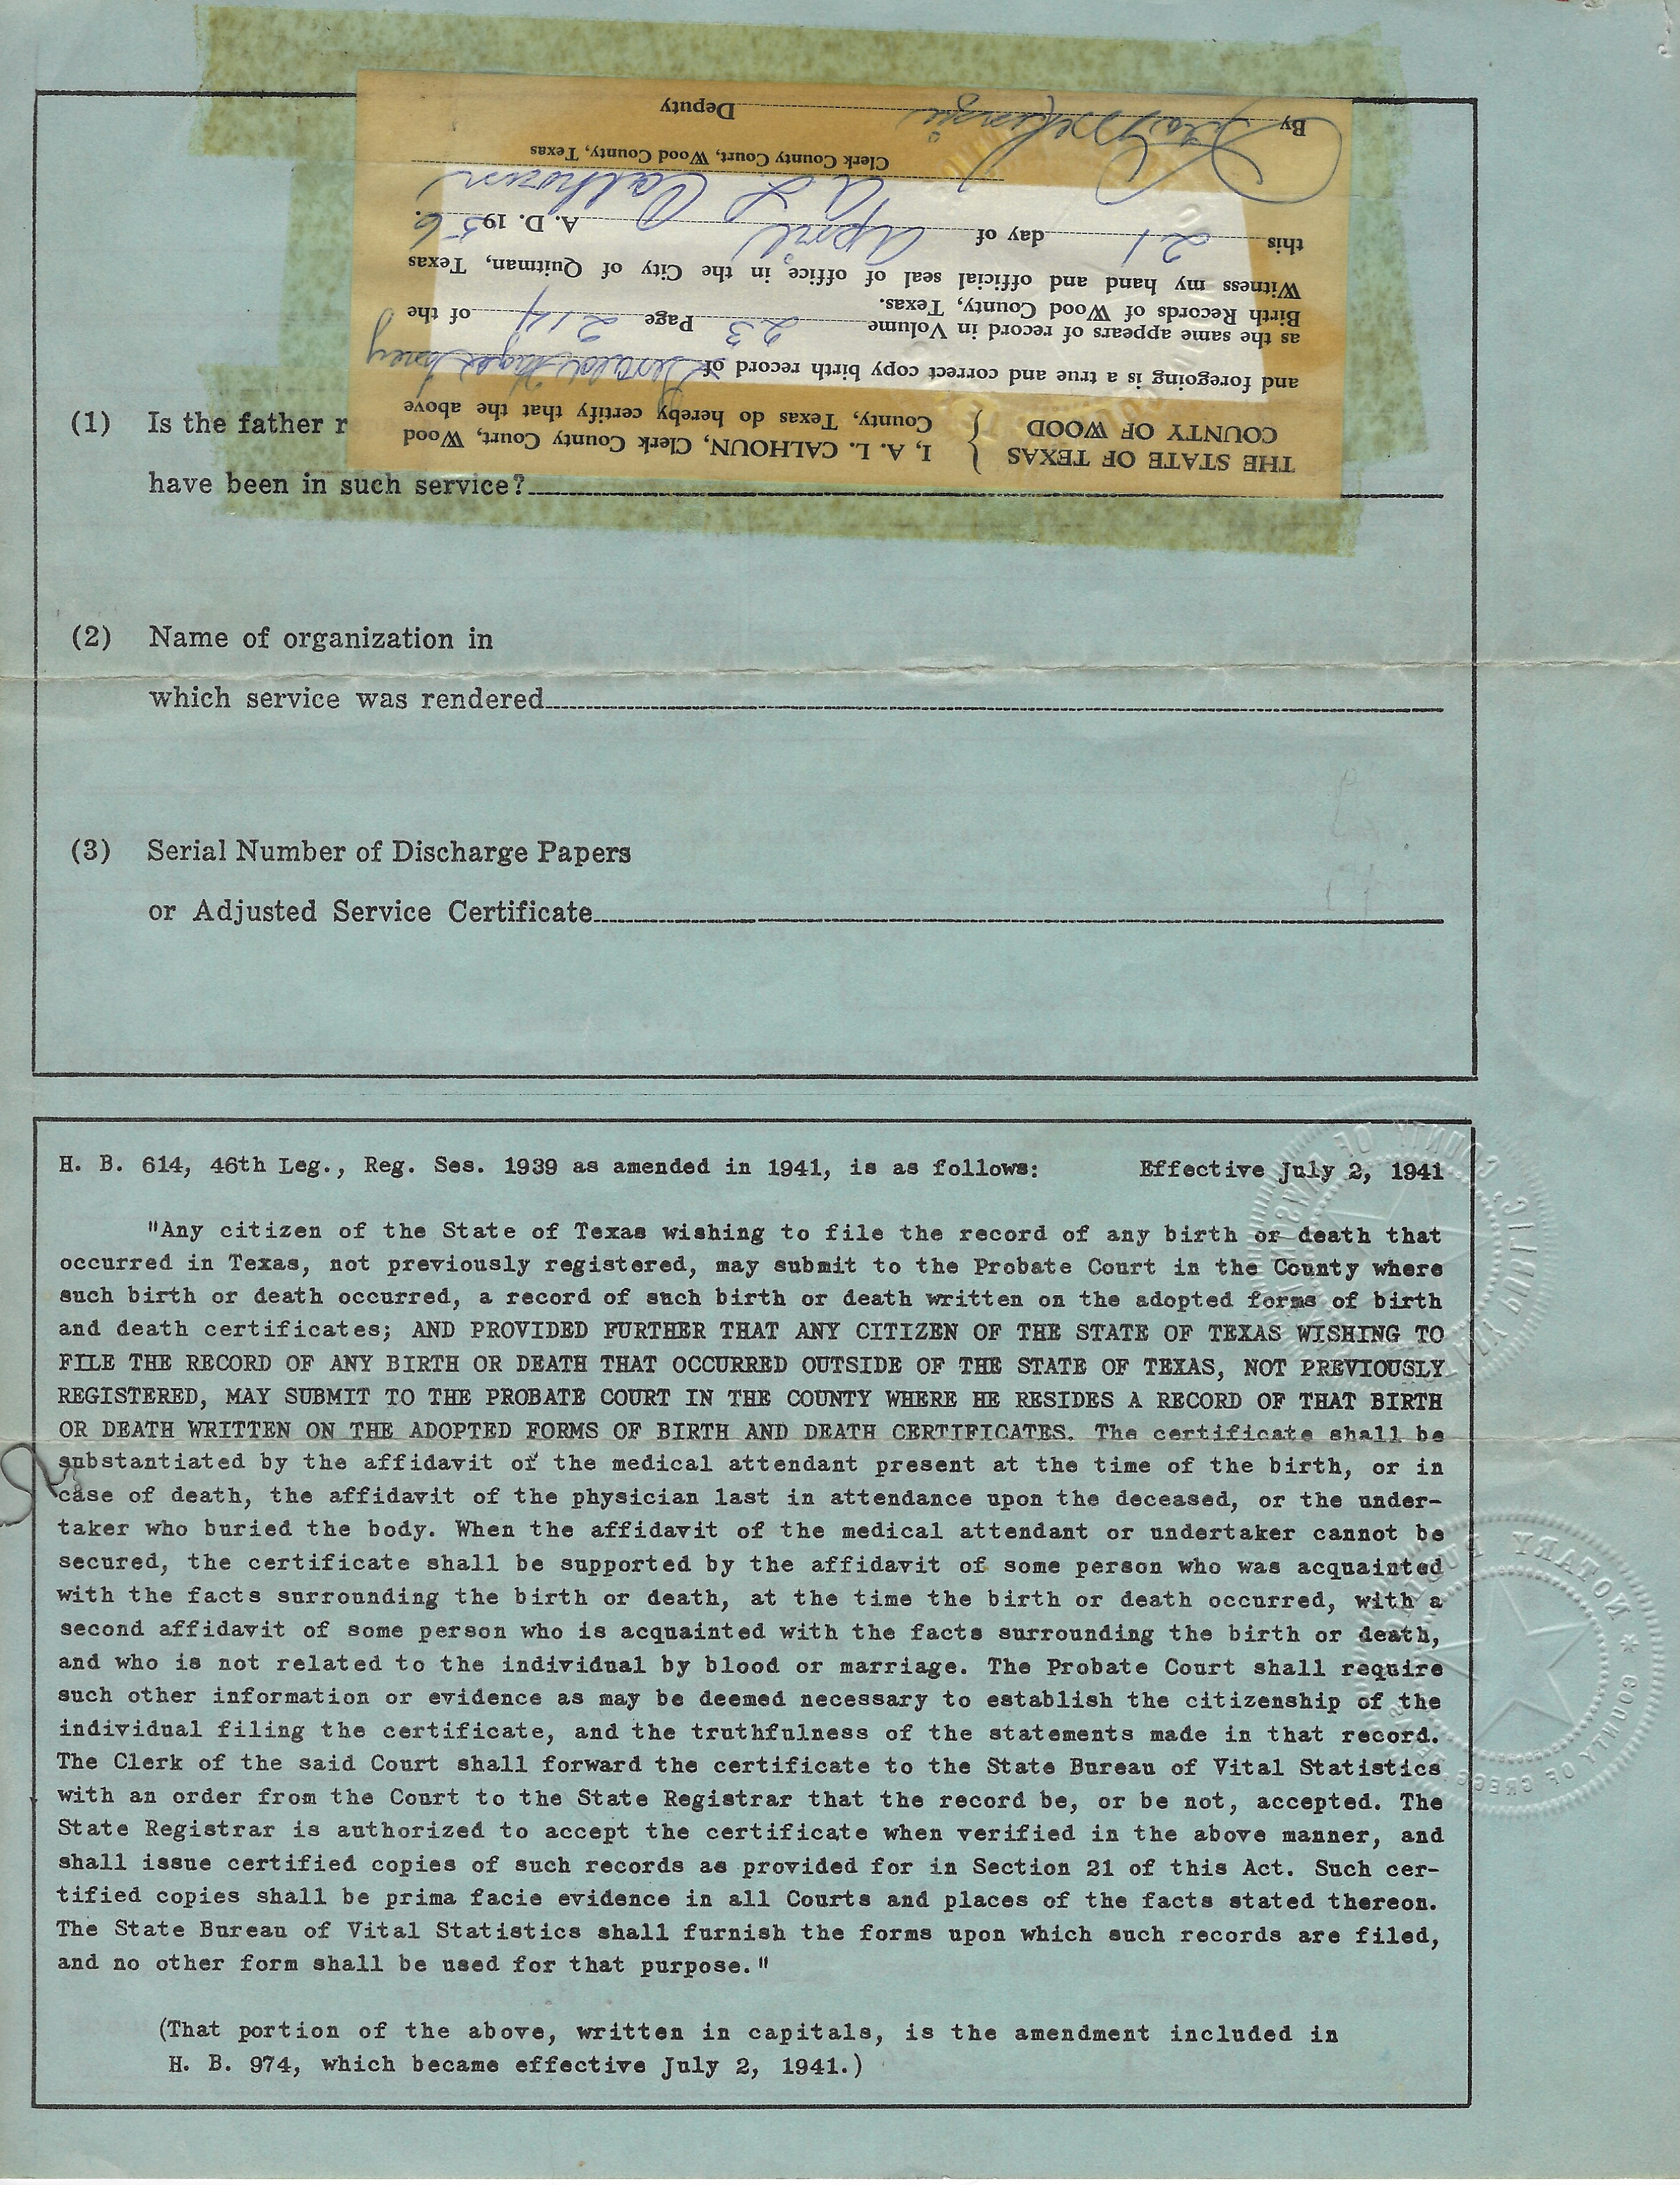 THE STATE OF TEXAS
COUNTY OF WOOD
I, A. L. CALHOUN, Clerk County Court, Wood
County, Texas do hereby certify that the above
and foregoing is a true and correct copy birth record of
as the same appears of record in Volume 23 Page 214 of the
Birth Records of Wood County, Texas.
Witness my hand and official seal of office in the City of Quitman, Texas
this 21 day of April A. D. 1956.
A L Calhoun
Clerk County Court, Wood County, Texas
By Deputy
(1) Is the father r
have been in such service?
(2) Name of organization in
which service was rendered
(3) Serial Number of Discharge Papers
or Adjusted Service Certificate
H. B. 614, 46th Leg., Reg. Ses. 1939 as amended in 1941, is as follows: Effective July 2, 1941
"Any citizen of the State of Texas wishing to file the record of any birth or death that
occurred in Texas, not previously registered, may submit to the Probate Court in the County where
such birth or death occurred, a record of such birth or death written on the adopted forms of birth
and death certificates; AND PROVIDED FURTHER THAT ANY CITIZEN OF THE STATE OF TEXAS WISHING TO
FILE THE RECORD OF ANY BIRTH OR DEATH THAT OCCURRED OUTSIDE OF THE STATE OF TEXAS, NOT PREVIOUSLY
REGISTERED, MAY SUBMIT TO THE PROBATE COURT IN THE COUNTY WHERE HE RESIDES A RECORD OF THAT BIRTH
OR DEATH WRITTEN ON THE ADOPTED FORMS OF BIRTH AND DEATH CERTIFICATES. The certificate shall be
substantiated by the affidavit of the medical attendant present at the time of the birth, or in
case of death, the affidavit of the physician last in attendance upon the deceased, or the under-
taker who buried the body. When the affidavit of the medical attendant or undertaker cannot be
secured, the certificate shall be supported by the affidavit of some person who was acquainted
with the facts surrounding the birth or death, at the time the birth or death occurred, with a
second affidavit of some person who is acquainted with the facts surrounding the birth or death,
and who is not related to the individual by blood or marriage. The Probate Court shall require
such other information or evidence as may be deemed necessary to establish the citizenship of the
individual filing the certificate, and the truthfulness of the statements made in that record.
The Clerk of the said Court shall forward the certificate to the State Bureau of Vital Statistics
with an order from the Court to the State Registrar that the record be, or be not, accepted. The
State Registrar is authorized to accept the certificate when verified in the above manner, and
shall issue certified copies of such records as provided for in Section 21 of this Act. Such cer-
tified copies shall be prima facie evidence in all Courts and places of the facts stated thereon.
The State Bureau of Vital Statistics shall furnish the forms upon which such records are filed,
and no other form shall be used for that purpose."
(That portion of the above, written in capitals, is the amendment included in
H. B. 974, which became effective July 2, 1941.)
NOTARY PUBLIC
COUNTY OF GREGG